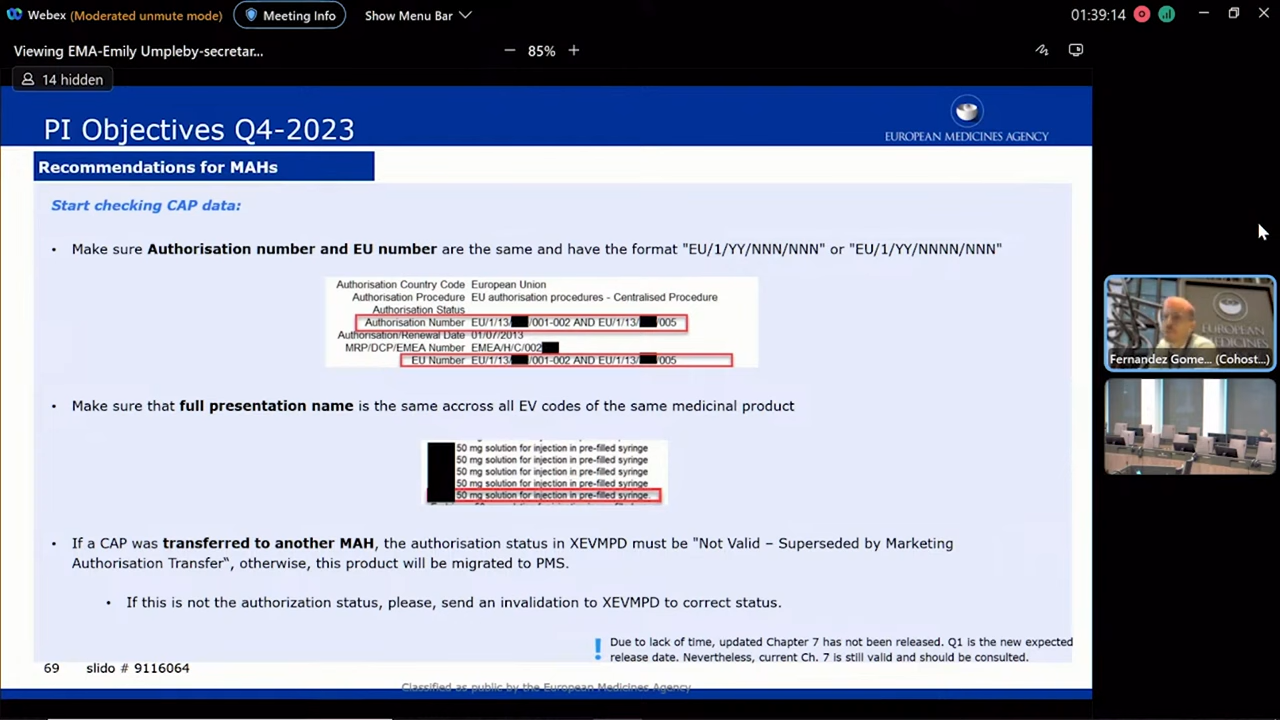 Webex (Moderated unmute mode) Meeting Info Show Menu Bar 01:39:14
Viewing EMA-Emily Umpleby-secretar... 85%
14 hidden
PI Objectives Q4-2023
EUROPEAN MEDICINES AGENCY
Recommendations for MAHs
Start checking CAP data:
• Make sure Authorisation number and EU number are the same and have the format "EU/1/YY/NNN/NNN" or "EU/1/YY/NNNN/NNN"
Authorisation Country Code European Union
Authorisation Procedure EU authorisation procedures - Centralised Procedure
Authorisation Status
Authorisation Number EU/1/13/ /001-002 AND EU/1/13/ /005
Authorisation/Renewal Date 01/07/2013
MRP/DCP/EMEA Number EMEA/H/C/002
EU Number EU/1/13/ /001-002 AND EU/1/13/ /005
• Make sure that full presentation name is the same accross all EV codes of the same medicinal product
50 mg solution for injection in pre-filled syringe
50 mg solution for injection in pre-filled syringe
50 mg solution for injection in pre-filled syringe
50 mg solution for injection in pre-filled syringe
50 mg solution for injection in pre-filled syringe.
• If a CAP was transferred to another MAH, the authorisation status in XEVMPD must be "Not Valid – Superseded by Marketing
Authorisation Transfer", otherwise, this product will be migrated to PMS.
• If this is not the authorization status, please, send an invalidation to XEVMPD to correct status.
! Due to lack of time, updated Chapter 7 has not been released. Q1 is the new expected
release date. Nevertheless, current Ch. 7 is still valid and should be consulted.
69 slido # 9116064
Classified as public by the European Medicines Agency
EUROPEAN
MEDICINES
Fernandez Gome... (Cohost...)